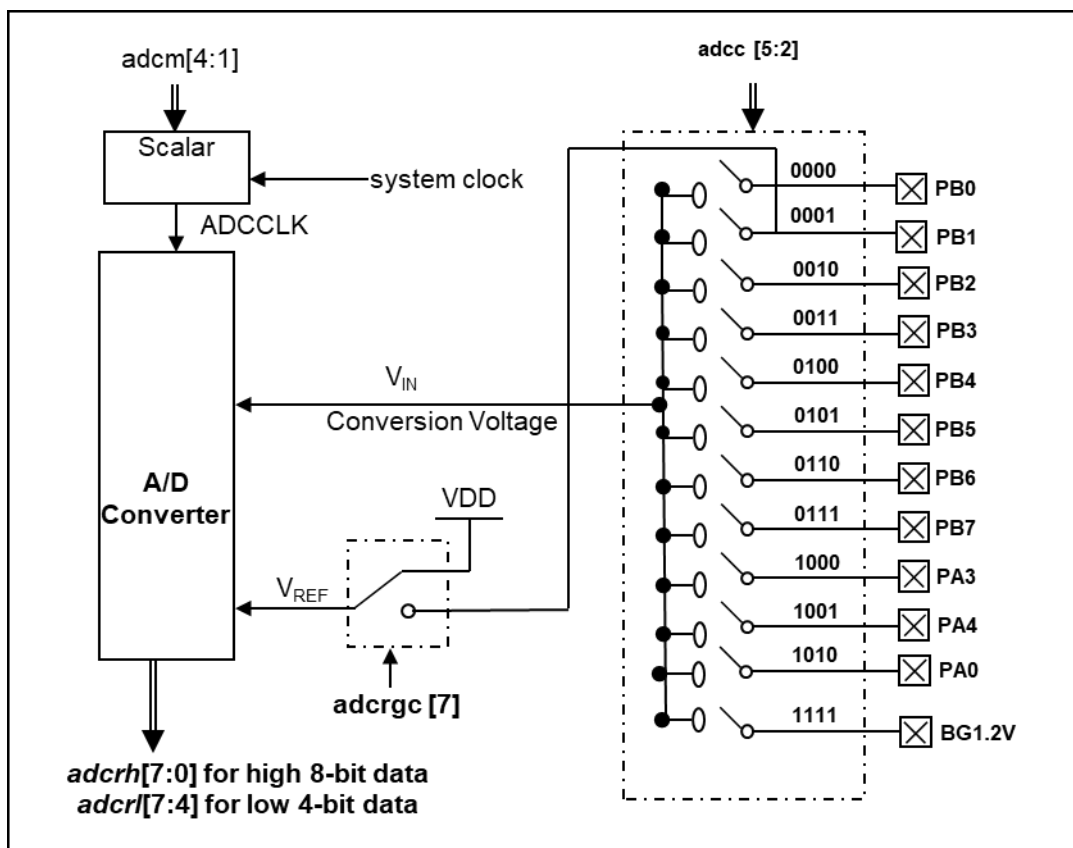 adcm[4:1]
adcc [5:2]
Scalar
system clock
ADCCLK
0000
PB0
0001
PB1
0010
PB2
0011
PB3
0100
PB4
VIN
Conversion Voltage
0101
PB5
0110
PB6
A/D
Converter
VDD
0111
PB7
1000
PA3
VREF
1001
PA4
1010
PA0
adcrgc [7]
1111
BG1.2V
adcrh[7:0] for high 8-bit data
adcrl[7:4] for low 4-bit data